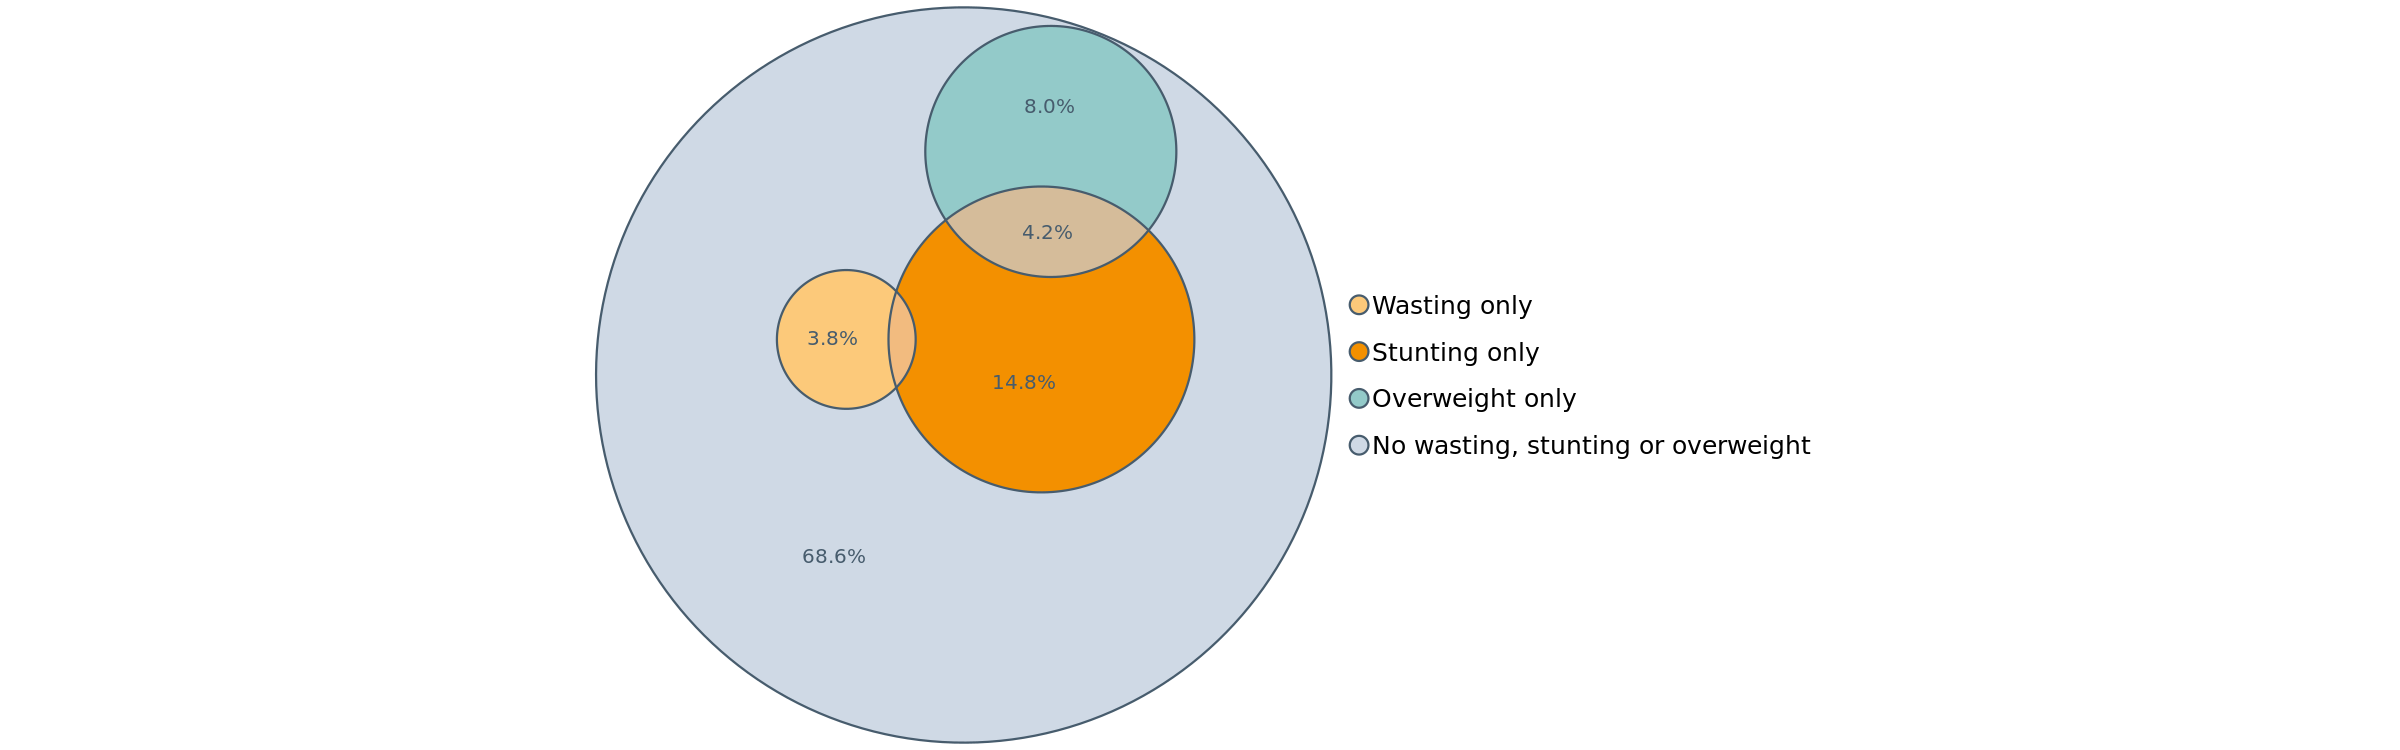 8.0%
4.2%
3.8%
14.8%
68.6%
Wasting only
Stunting only
Overweight only
No wasting, stunting or overweight